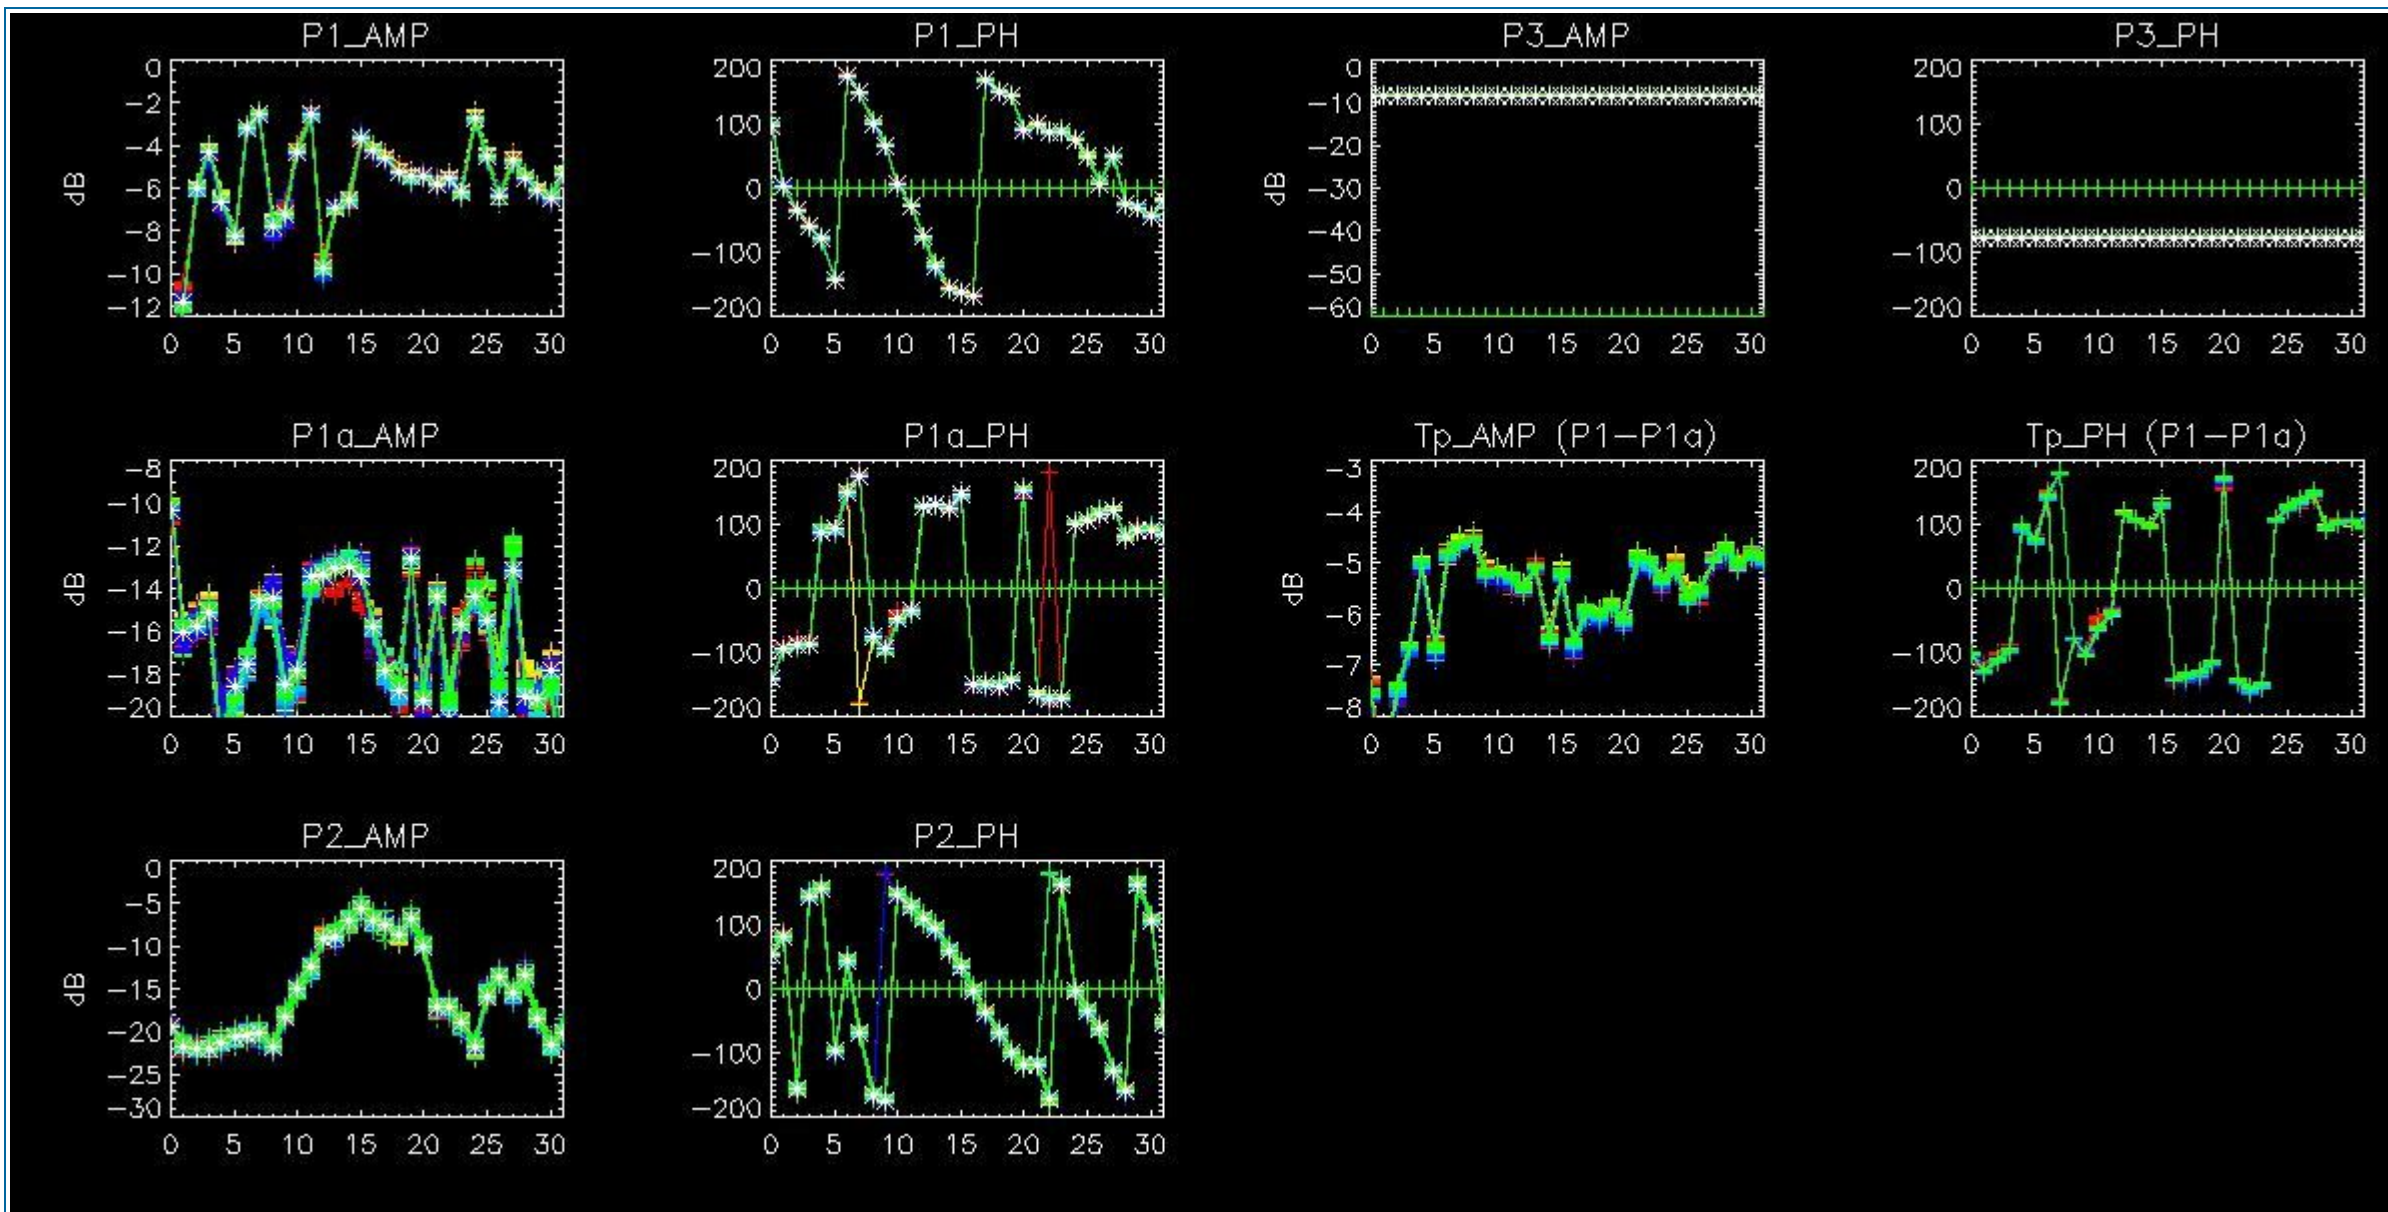 P1_AMP
P1_PH
P3_AMP
P3_PH
0
−2
−4
−6
−8
−10
−12
dB
0 5 10 15 20 25 30
200
100
0
−100
−200
0 5 10 15 20 25 30
0
−10
−20
−30
−40
−50
−60
dB
0 5 10 15 20 25 30
200
100
0
−100
−200
0 5 10 15 20 25 30
P1a_AMP
P1a_PH
Tp_AMP (P1−P1a)
Tp_PH (P1−P1a)
−8
−10
−12
−14
−16
−18
−20
dB
0 5 10 15 20 25 30
200
100
0
−100
−200
0 5 10 15 20 25 30
−3
−4
−5
−6
−7
−8
dB
0 5 10 15 20 25 30
200
100
0
−100
−200
0 5 10 15 20 25 30
P2_AMP
P2_PH
0
−5
−10
−15
−20
−25
−30
dB
0 5 10 15 20 25 30
200
100
0
−100
−200
0 5 10 15 20 25 30